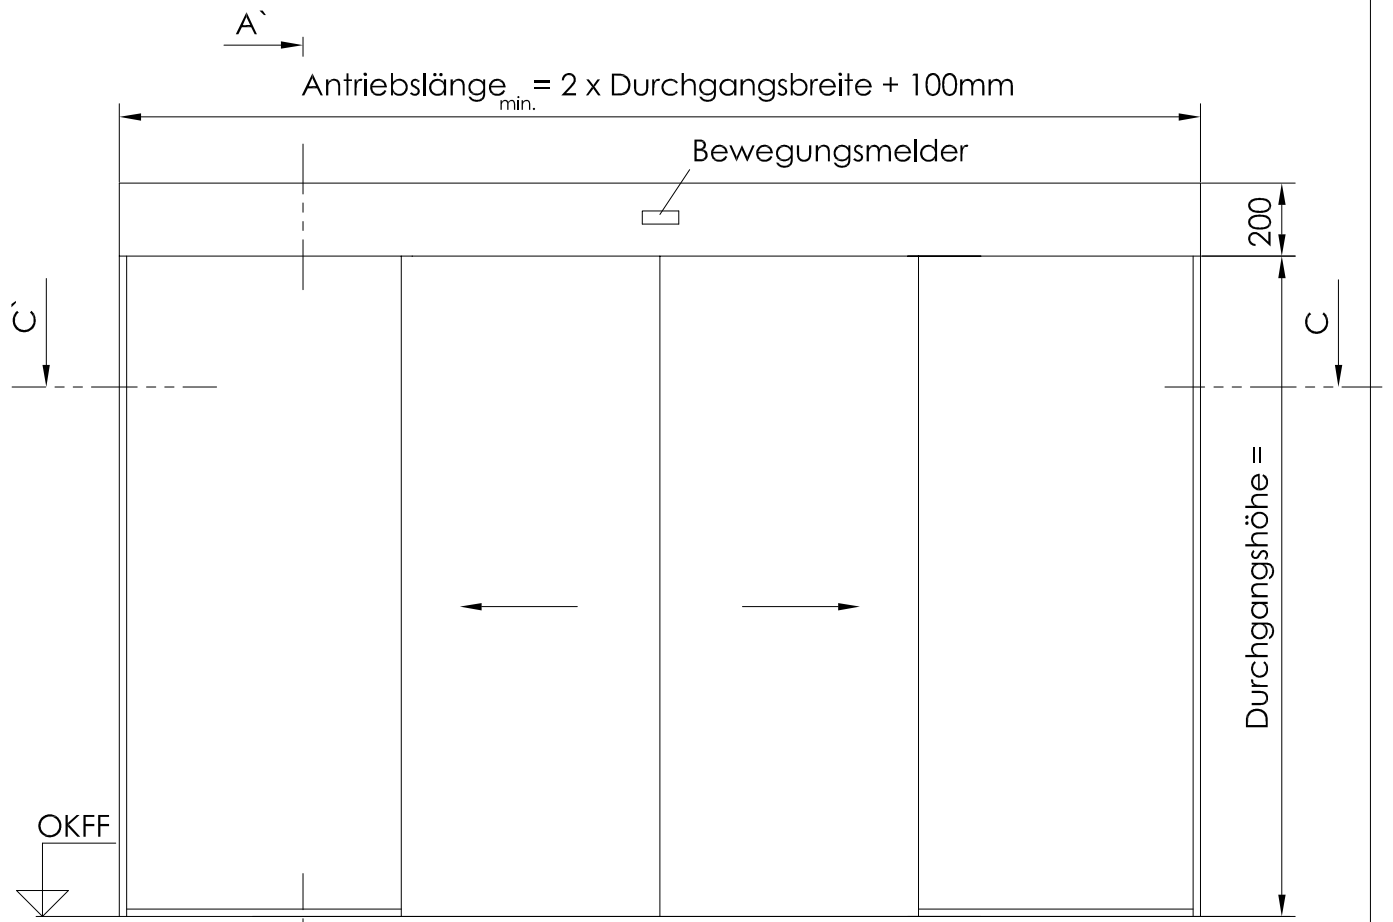 A`
Antriebslänge min. = 2 x Durchgangsbreite + 100mm
Bewegungsmelder
200
C`
C
Durchgangshöhe =
OKFF